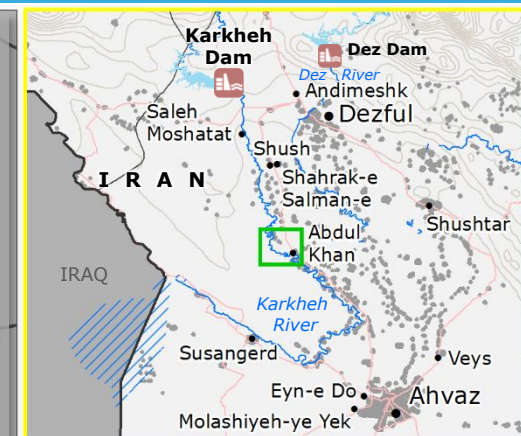 Karkheh
Dam
Dez Dam
Dez River
Andimeshk
Dezful
Saleh
Moshatat
Shush
Shahrak-e
Salman-e
I R A N
Shushtar
Abdul
Khan
IRAQ
Karkheh
River
Susangerd
Veys
Eyn-e Do
Ahvaz
Molashiyeh-ye Yek